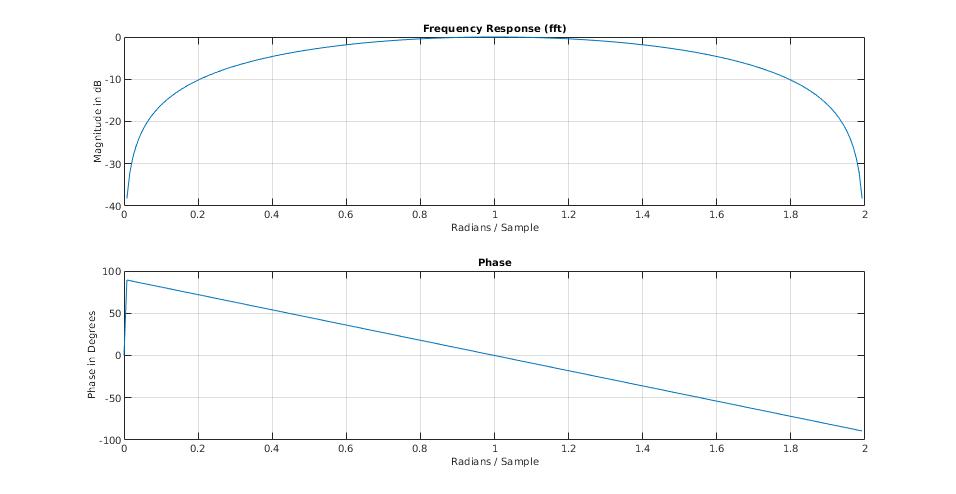 Frequency Response (fft)
0
-10
-20
-30
-40
Magnitude in dB
0 0.2 0.4 0.6 0.8 1 1.2 1.4 1.6 1.8 2
Radians / Sample
Phase
100
50
0
-50
-100
Phase in Degrees
0 0.2 0.4 0.6 0.8 1 1.2 1.4 1.6 1.8 2
Radians / Sample